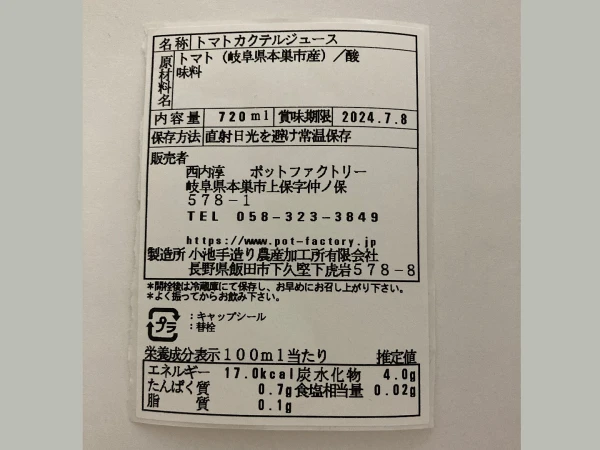 名称 トマトカクテルジュース
原材料名 トマト（岐阜県本巣市産）／酸
味料
内容量 720ml 賞味期限 2024.7.8
保存方法 直射日光を避け常温保存
販売者
西内淳 ポットファクトリー
岐阜県本巣市上保字仲ノ保
５７８－１
TEL 058-323-3849
https://www.pot-factory.jp
製造所 小池手造り農産加工所有限会社
長野県飯田市下久堅下虎岩５７８－８
*開栓後は冷蔵庫にて保存し、お早めにお召し上がり下さい。
*よく振ってからお飲み下さい。
プラ
：キャップシール
：替栓
栄養成分表示１００ml当たり 推定値
エネルギー 17.0kcal 炭水化物 4.0g
たんぱく質 0.7g 食塩相当量 0.02g
脂質 0.1g